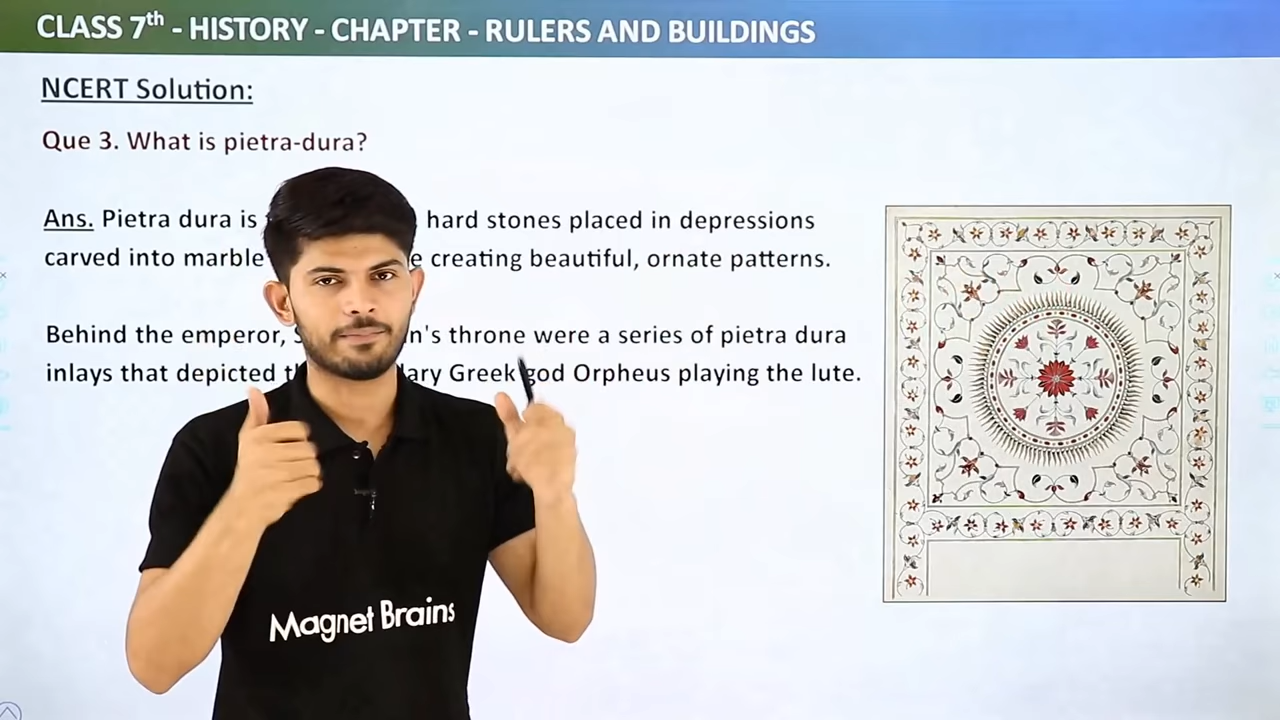 CLASS 7th - HISTORY - CHAPTER - RULERS AND BUILDINGS
NCERT Solution:
Que 3. What is pietra-dura?
Ans. Pietra dura is hard stones placed in depressions
carved into marble creating beautiful, ornate patterns.
Behind the emperor, throne were a series of pietra dura
inlays that depicted Greek god Orpheus playing the lute.
Magnet Brains